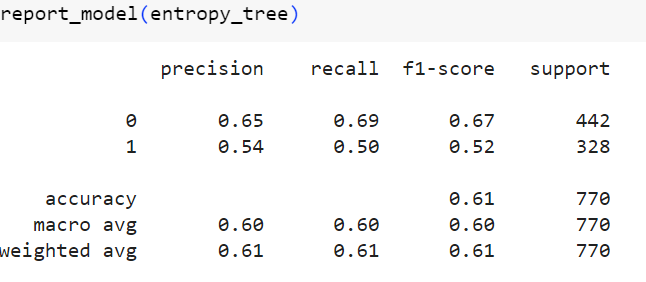 report_model(entropy_tree)
precision recall f1-score support
0 0.65 0.69 0.67 442
1 0.54 0.50 0.52 328
accuracy 0.61 770
macro avg 0.60 0.60 0.60 770
weighted avg 0.61 0.61 0.61 770